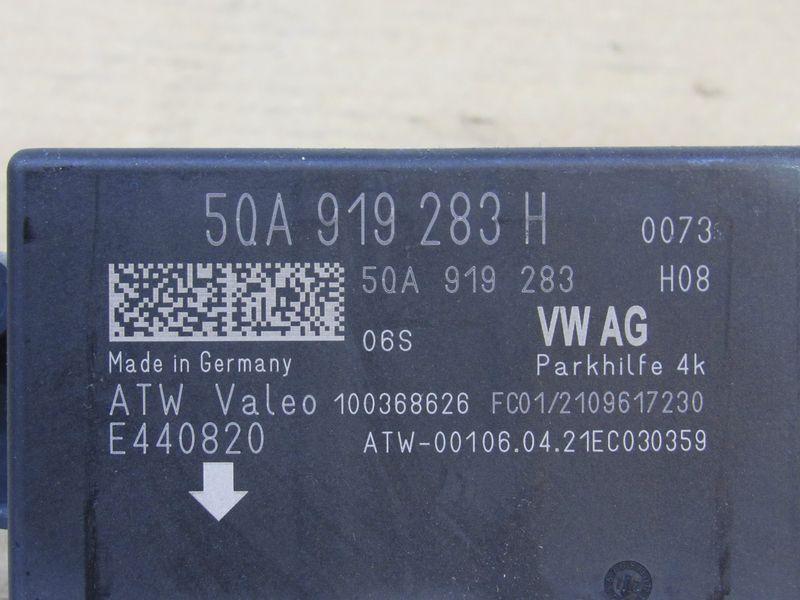 5QA 919 283 H 0073
5QA 919 283 H08
06S VW AG
Made in Germany Parkhilfe 4k
ATW Valeo 100368626 FC01/2109617230
E440820 ATW-00106.04.21EC030359